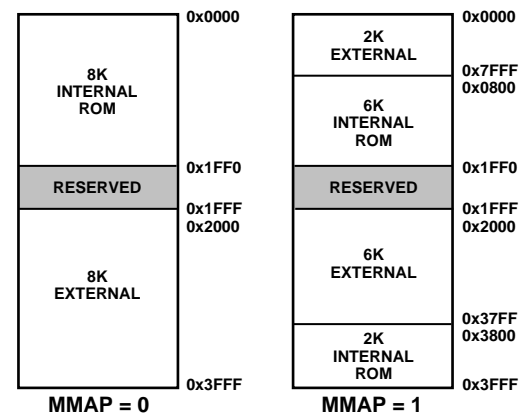 0x0000
8K
INTERNAL
ROM
0x1FF0
RESERVED
0x1FFF
0x2000
8K
EXTERNAL
0x3FFF
MMAP = 0
0x0000
2K
EXTERNAL
0x7FFF
0x0800
6K
INTERNAL
ROM
0x1FF0
RESERVED
0x1FFF
0x2000
6K
EXTERNAL
0x37FF
0x3800
2K
INTERNAL
ROM
0x3FFF
MMAP = 1